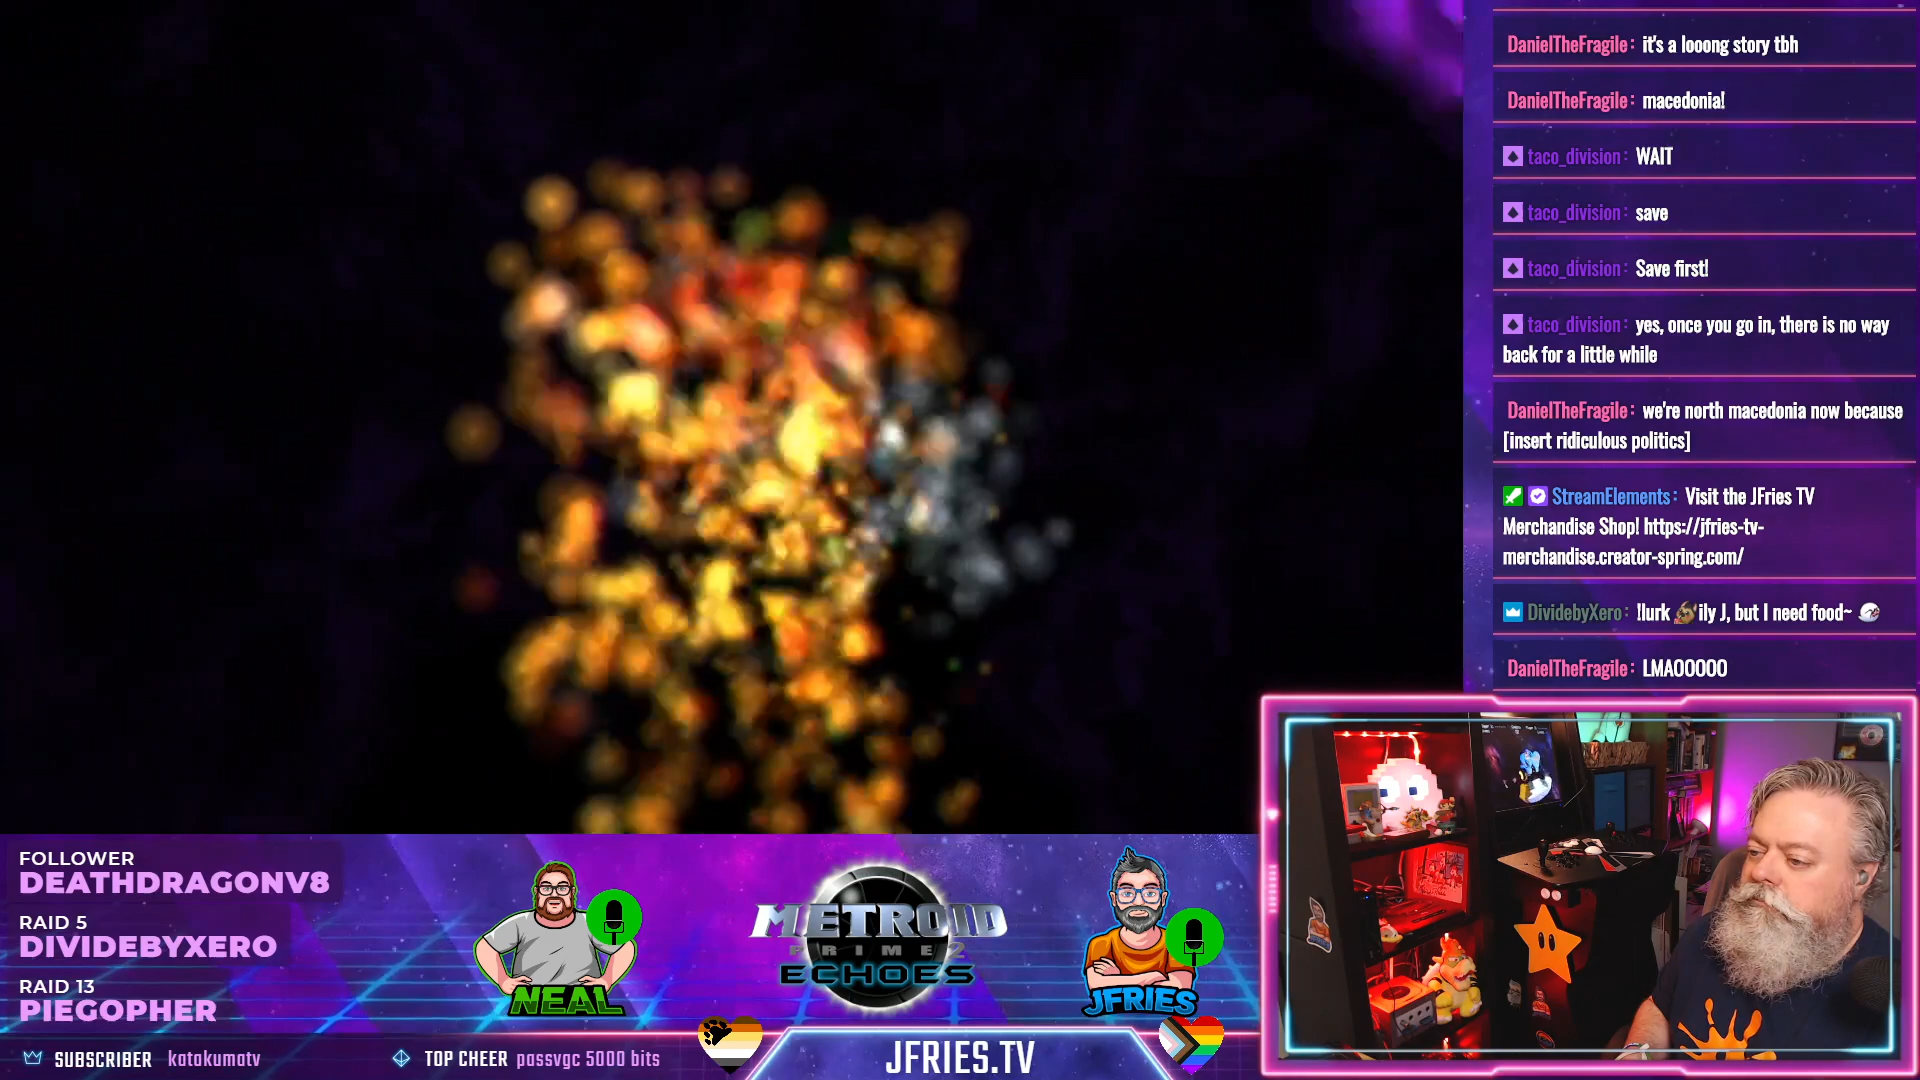 DanielTheFragile: it's a looong story tbh
DanielTheFragile: macedonia!
taco_division: WAIT
taco_division: save
taco_division: Save first!
taco_division: yes, once you go in, there is no way
back for a little while
DanielTheFragile: we're north macedonia now because
[insert ridiculous politics]
StreamElements: Visit the JFries TV
Merchandise Shop! https://jfries-tv-
merchandise.creator-spring.com/
DividebyXero: !lurk ily J, but I need food~
DanielTheFragile: LMAOOOOO
FOLLOWER
DEATHDRAGONV8
RAID 5
DIVIDEBYXERO
RAID 13
PIEGOPHER
NEAL
METROID
PRIME 2
ECHOES
JFRIES
SUBSCRIBER katakumatv
TOP CHEER passvgc 5000 bits
JFRIES.TV